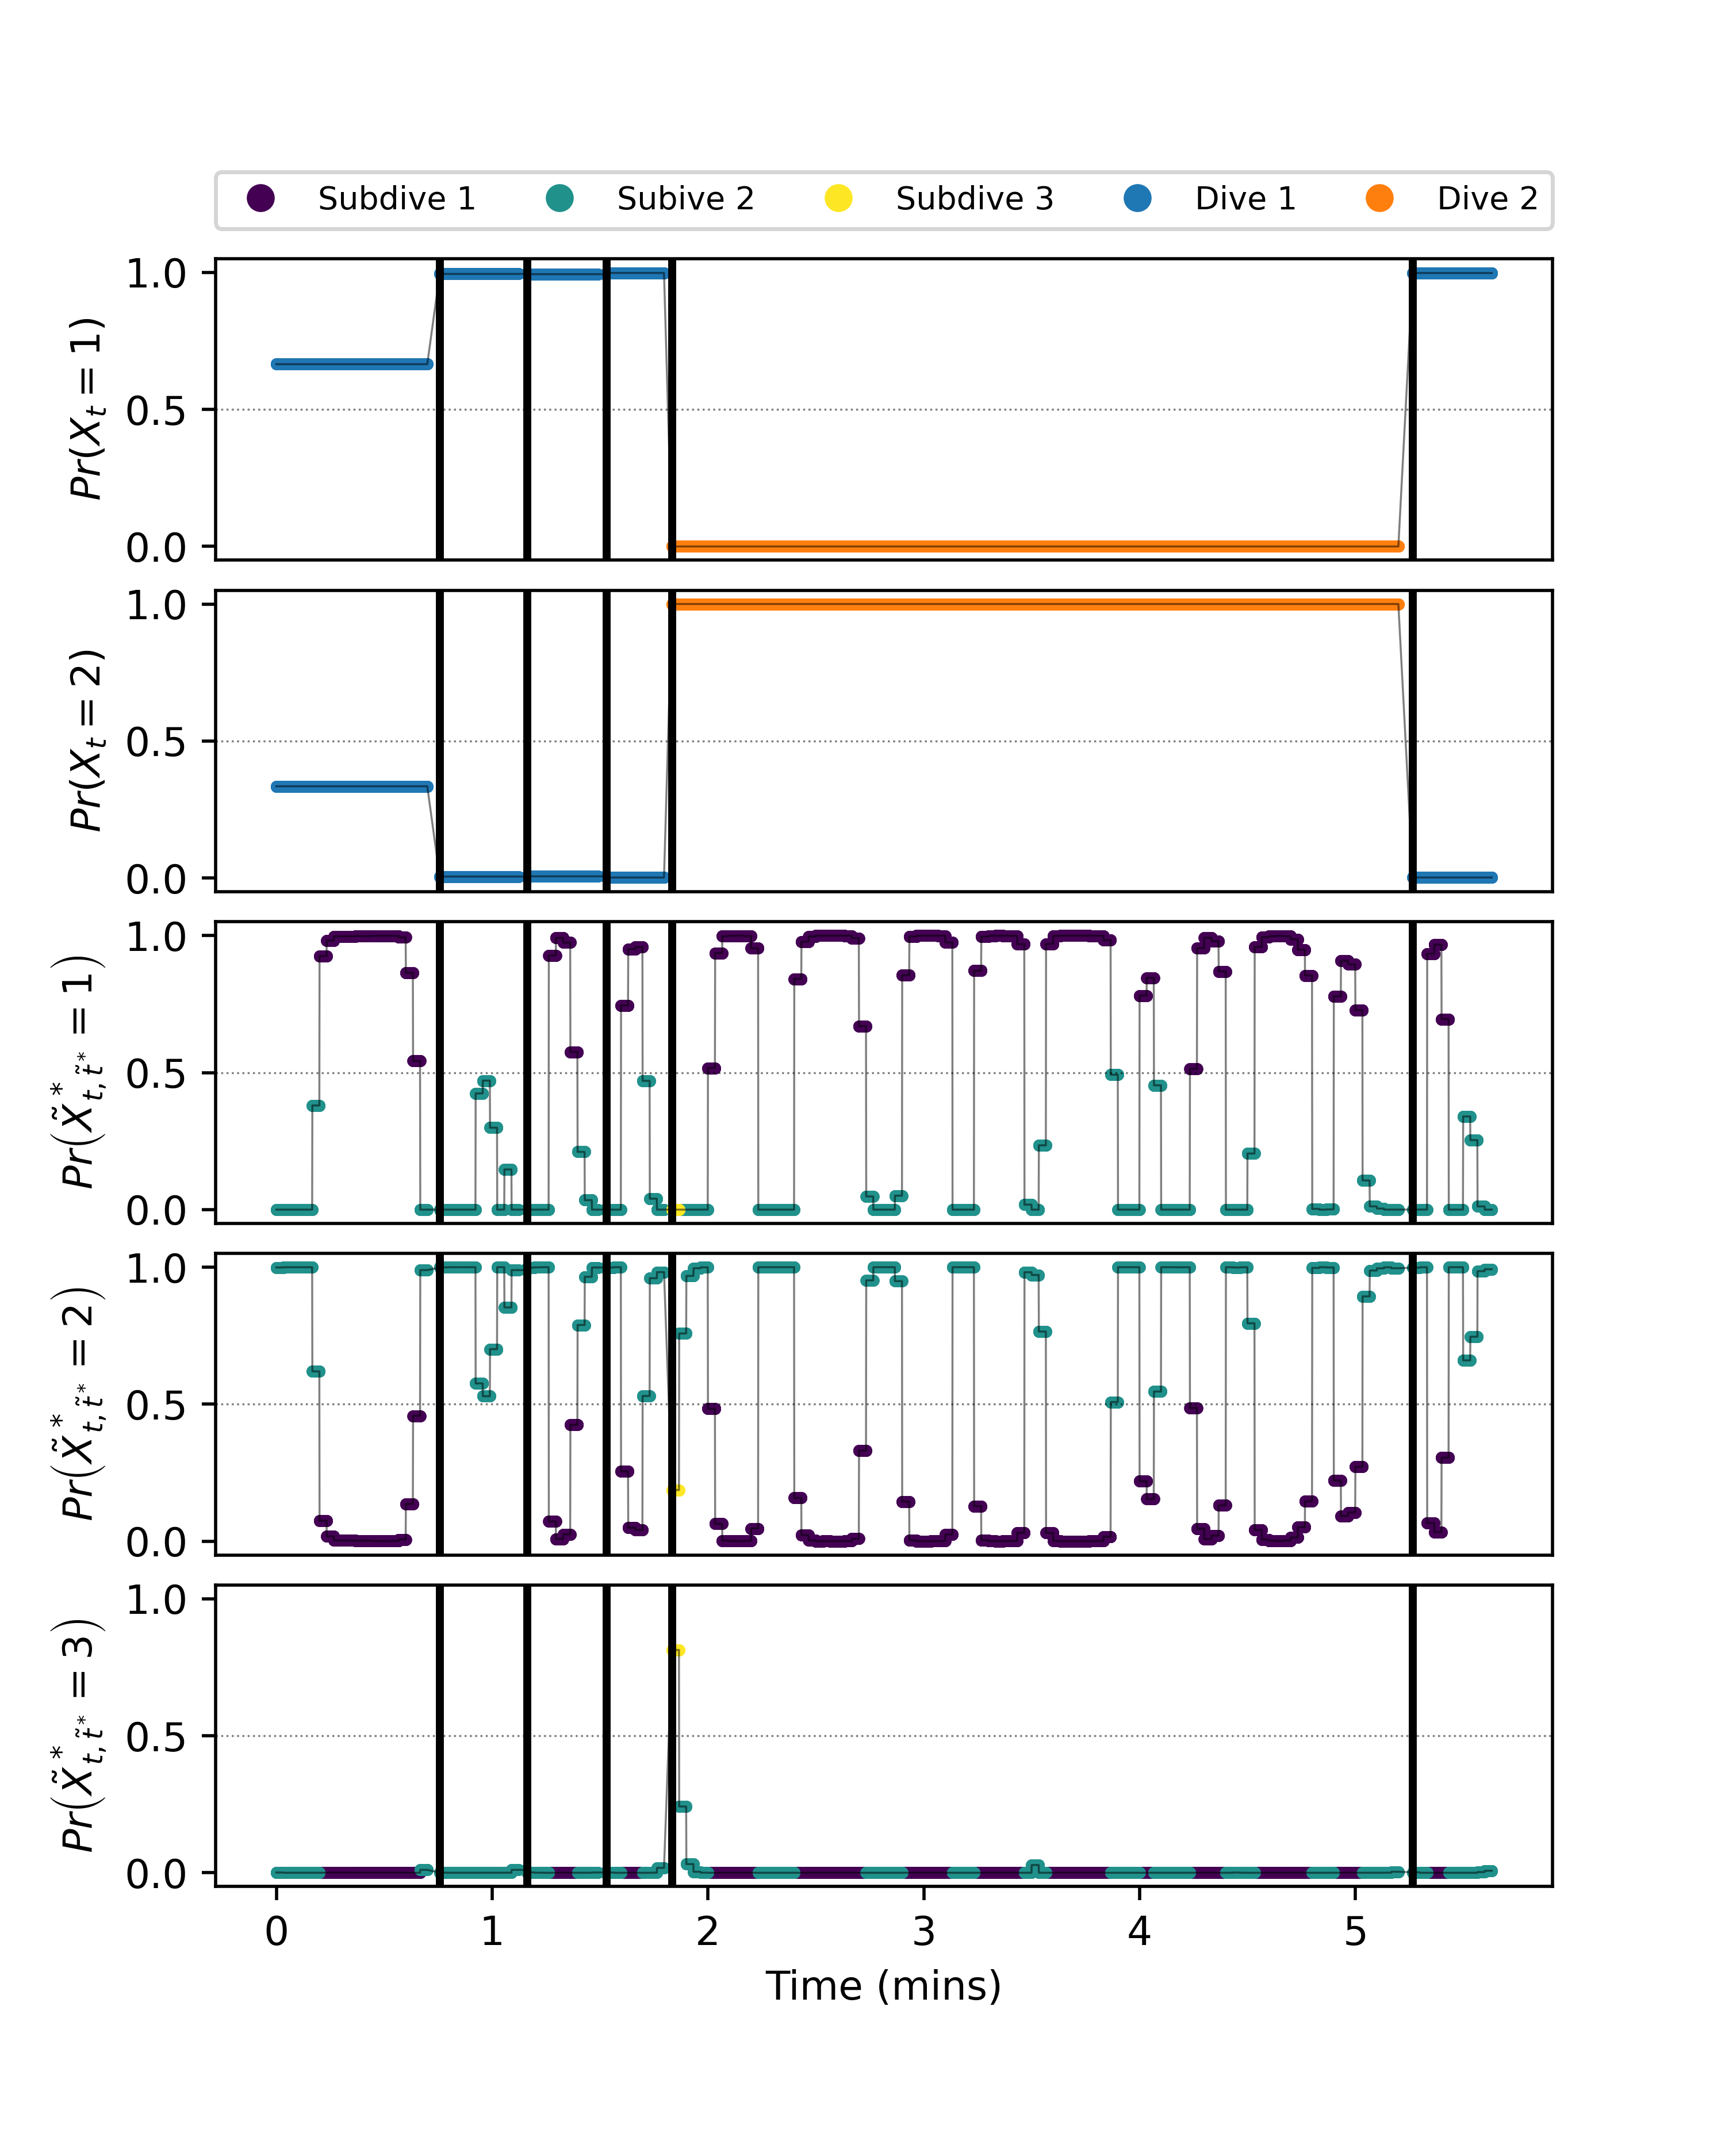 Subdive 1 Subive 2 Subdive 3 Dive 1 Dive 2
1.0
0.5
0.0
Pr(X_t = 1)
1.0
0.5
0.0
Pr(X_t = 2)
1.0
0.5
0.0
Pr(X̃*_{t, t̃*} = 1)
1.0
0.5
0.0
Pr(X̃*_{t, t̃*} = 2)
1.0
0.5
0.0
Pr(X̃*_{t, t̃*} = 3)
0 1 2 3 4 5
Time (mins)